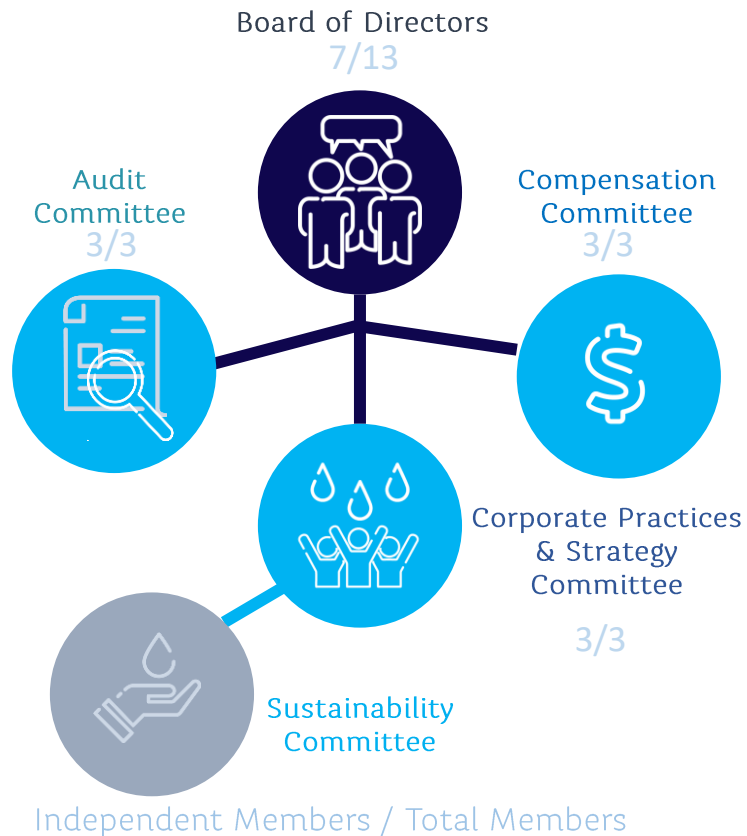 Board of Directors
7/13
Audit
Committee
3/3
Compensation
Committee
3/3
Corporate Practices
& Strategy
Committee
3/3
Sustainability
Committee
Independent Members / Total Members